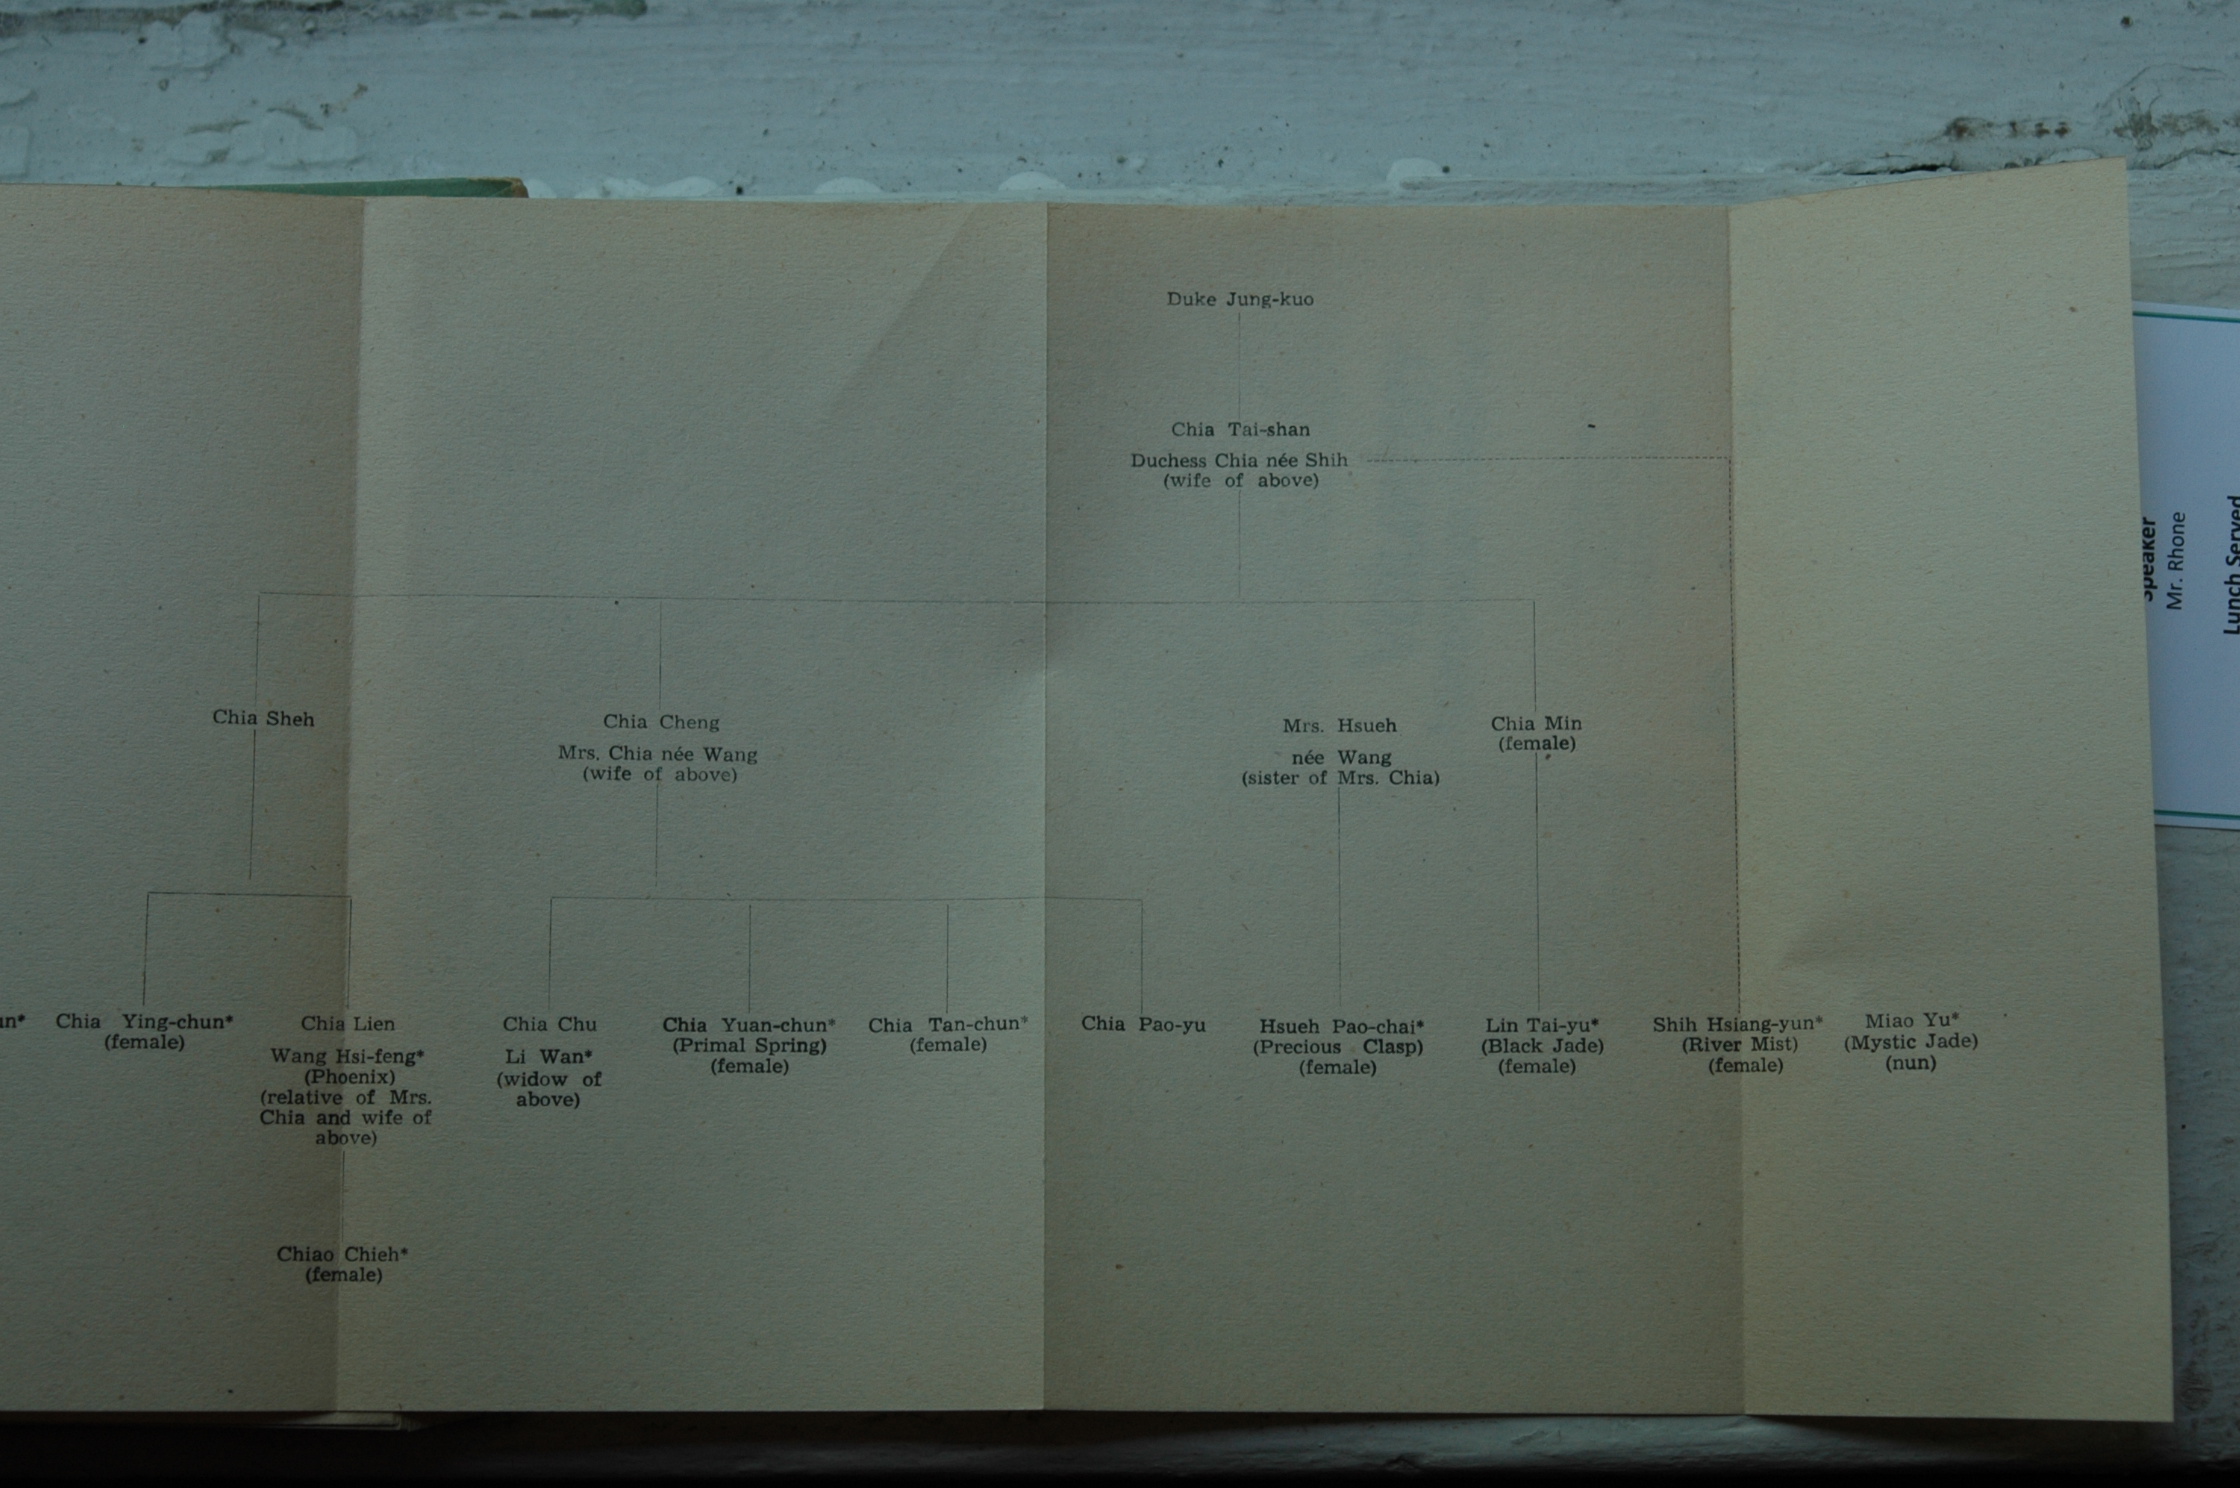 Duke Jung-kuo
Chia Tai-shan
Duchess Chia née Shih
(wife of above)
Chia Sheh
Chia Cheng
Mrs. Chia née Wang
(wife of above)
Mrs. Hsueh
née Wang
(sister of Mrs. Chia)
Chia Min
(female)
Chia Ying-chun*
(female)
Chia Lien
Wang Hsi-feng*
(Phoenix)
(relative of Mrs.
Chia and wife of
above)
Chia Chu
Li Wan*
(widow of
above)
Chia Yuan-chun*
(Primal Spring)
(female)
Chia Tan-chun*
(female)
Chia Pao-yu
Hsueh Pao-chai*
(Precious Clasp)
(female)
Lin Tai-yu*
(Black Jade)
(female)
Shih Hsiang-yun*
(River Mist)
(female)
Miao Yu*
(Mystic Jade)
(nun)
Chiao Chieh*
(female)
Speaker
Mr. Rhone
Lunch Served